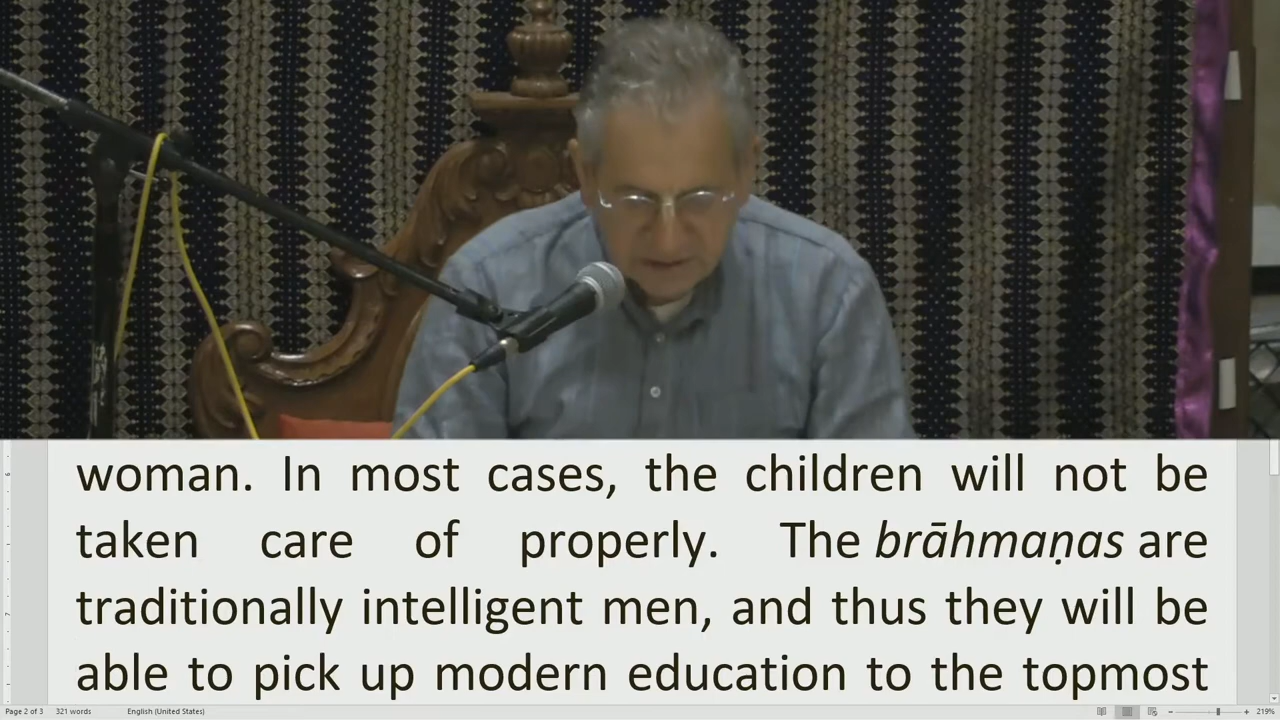 woman. In most cases, the children will not be
taken care of properly. The brāhmaṇas are
traditionally intelligent men, and thus they will be
able to pick up modern education to the topmost
Page 2 of 3 321 words English (United States) 219%